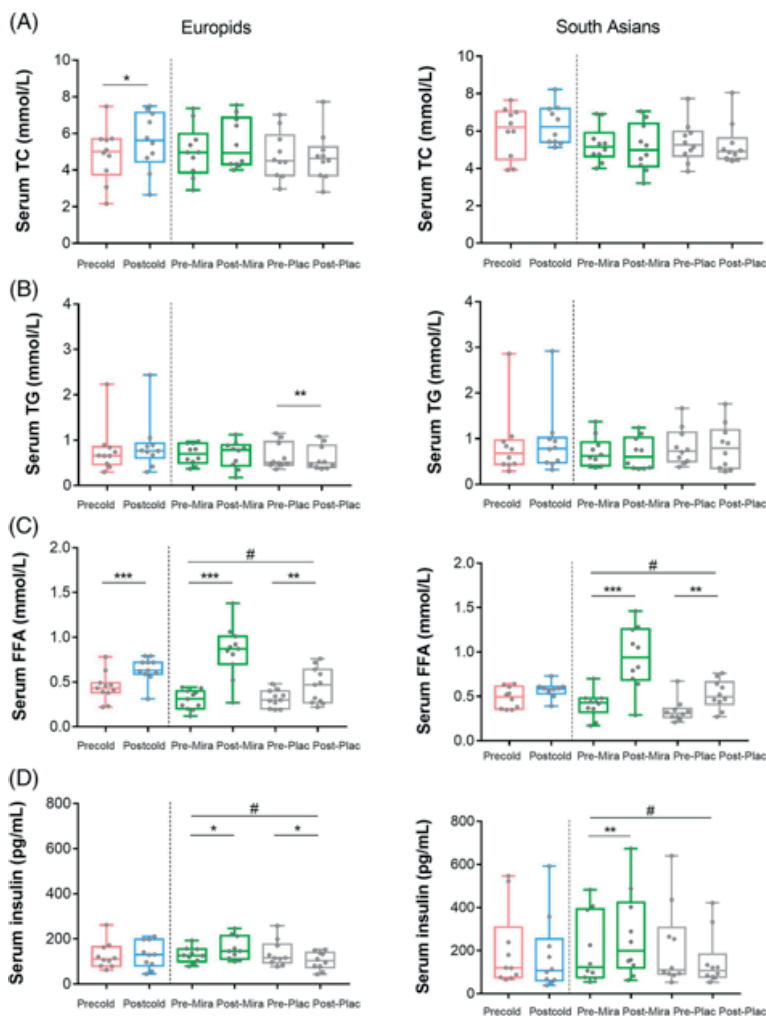 (A)
Europids
South Asians
Serum TC (mmol/L)
10
8
6
4
2
0
*
Precold Postcold Pre-Mira Post-Mira Pre-Plac Post-Plac
Serum TC (mmol/L)
10
8
6
4
2
0
Precold Postcold Pre-Mira Post-Mira Pre-Plac Post-Plac
(B)
Serum TG (mmol/L)
4
3
2
1
0
**
Precold Postcold Pre-Mira Post-Mira Pre-Plac Post-Plac
Serum TG (mmol/L)
4
3
2
1
0
Precold Postcold Pre-Mira Post-Mira Pre-Plac Post-Plac
(C)
Serum FFA (mmol/L)
2.0
1.5
1.0
0.5
0.0
#
*** *** **
Precold Postcold Pre-Mira Post-Mira Pre-Plac Post-Plac
Serum FFA (mmol/L)
2.0
1.5
1.0
0.5
0.0
#
*** **
Precold Postcold Pre-Mira Post-Mira Pre-Plac Post-Plac
(D)
Serum insulin (pg/mL)
800
600
400
200
0
#
* *
Precold Postcold Pre-Mira Post-Mira Pre-Plac Post-Plac
Serum insulin (pg/mL)
800
600
400
200
0
#
**
Precold Postcold Pre-Mira Post-Mira Pre-Plac Post-Plac